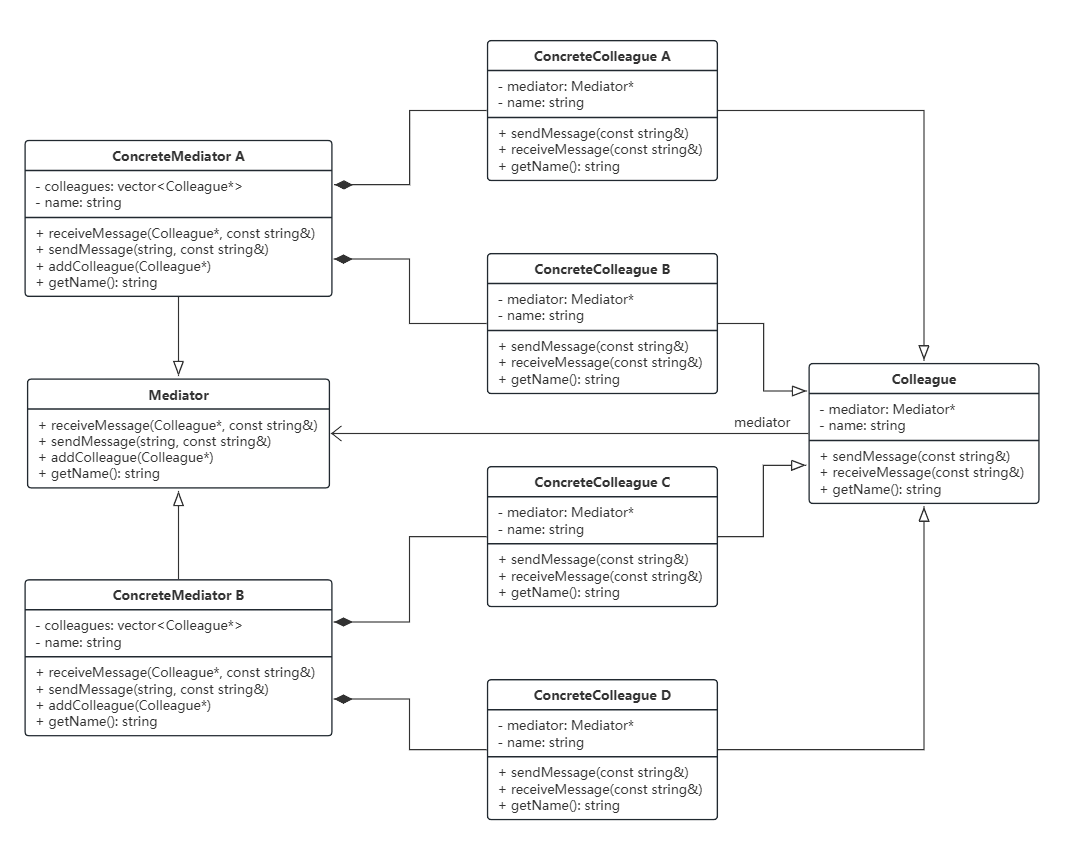 ConcreteColleague A
- mediator: Mediator*
- name: string
+ sendMessage(const string&)
+ receiveMessage(const string&)
+ getName(): string
ConcreteMediator A
- colleagues: vector<Colleague*>
- name: string
+ receiveMessage(Colleague*, const string&)
+ sendMessage(string, const string&)
+ addColleague(Colleague*)
+ getName(): string
ConcreteColleague B
- mediator: Mediator*
- name: string
+ sendMessage(const string&)
+ receiveMessage(const string&)
+ getName(): string
Mediator
+ receiveMessage(Colleague*, const string&)
+ sendMessage(string, const string&)
+ addColleague(Colleague*)
+ getName(): string
mediator
Colleague
- mediator: Mediator*
- name: string
+ sendMessage(const string&)
+ receiveMessage(const string&)
+ getName(): string
ConcreteColleague C
- mediator: Mediator*
- name: string
+ sendMessage(const string&)
+ receiveMessage(const string&)
+ getName(): string
ConcreteMediator B
- colleagues: vector<Colleague*>
- name: string
+ receiveMessage(Colleague*, const string&)
+ sendMessage(string, const string&)
+ addColleague(Colleague*)
+ getName(): string
ConcreteColleague D
- mediator: Mediator*
- name: string
+ sendMessage(const string&)
+ receiveMessage(const string&)
+ getName(): string